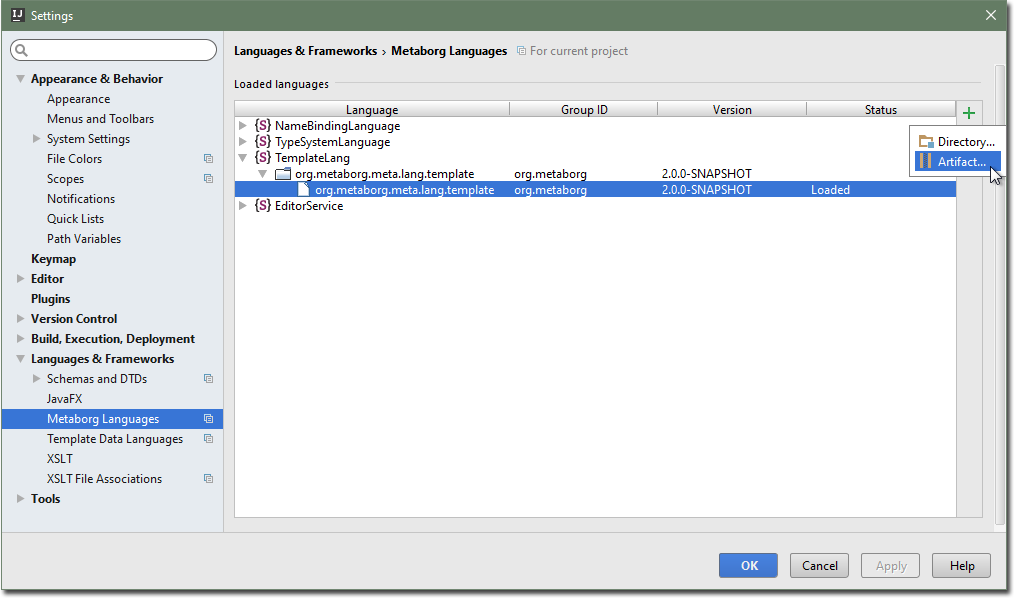 IJ Settings
Appearance & Behavior
Appearance
Menus and Toolbars
System Settings
File Colors
Scopes
Notifications
Quick Lists
Path Variables
Keymap
Editor
Plugins
Version Control
Build, Execution, Deployment
Languages & Frameworks
Schemas and DTDs
JavaFX
Metaborg Languages
Template Data Languages
XSLT
XSLT File Associations
Tools
Languages & Frameworks › Metaborg Languages For current project
Loaded languages
Language Group ID Version Status
{S} NameBindingLanguage
{S} TypeSystemLanguage
{S} TemplateLang
org.metaborg.meta.lang.template org.metaborg 2.0.0-SNAPSHOT
org.metaborg.meta.lang.template org.metaborg 2.0.0-SNAPSHOT Loaded
{S} EditorService
Directory...
Artifact...
OK Cancel Apply Help